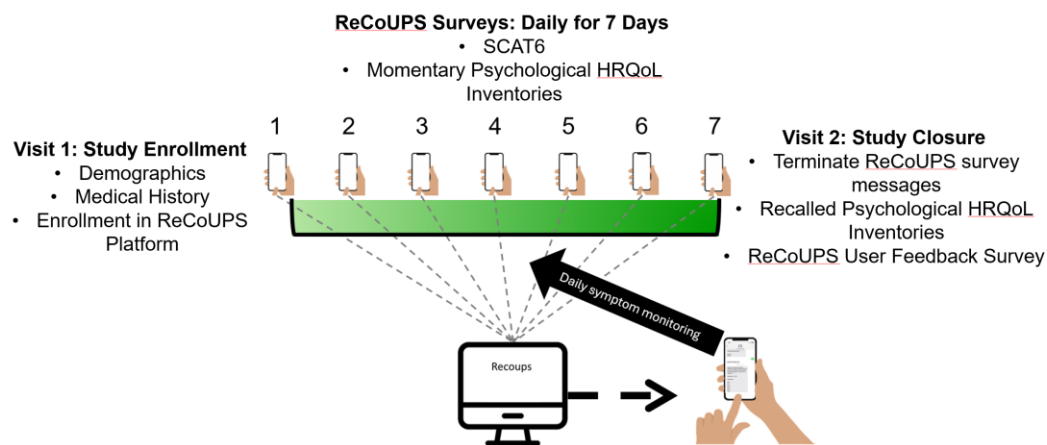 ReCoUPS Surveys: Daily for 7 Days
• SCAT6
• Momentary Psychological HRQoL
Inventories
1 2 3 4 5 6 7
Visit 1: Study Enrollment
• Demographics
• Medical History
• Enrollment in ReCoUPS
Platform
Visit 2: Study Closure
• Terminate ReCoUPS survey
messages
• Recalled Psychological HRQoL
Inventories
• ReCoUPS User Feedback Survey
Daily symptom monitoring
Recoups